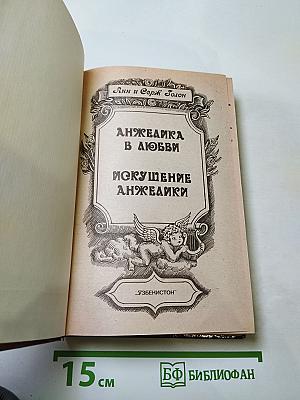 Анн и Серж Голон
АНЖЕЛИКА
В ЛЮБВИ
ИСКУШЕНИЕ
АНЖЕЛИКИ
„УЗБЕКИСТОН"
15 см
БФ БИБЛИОФАН